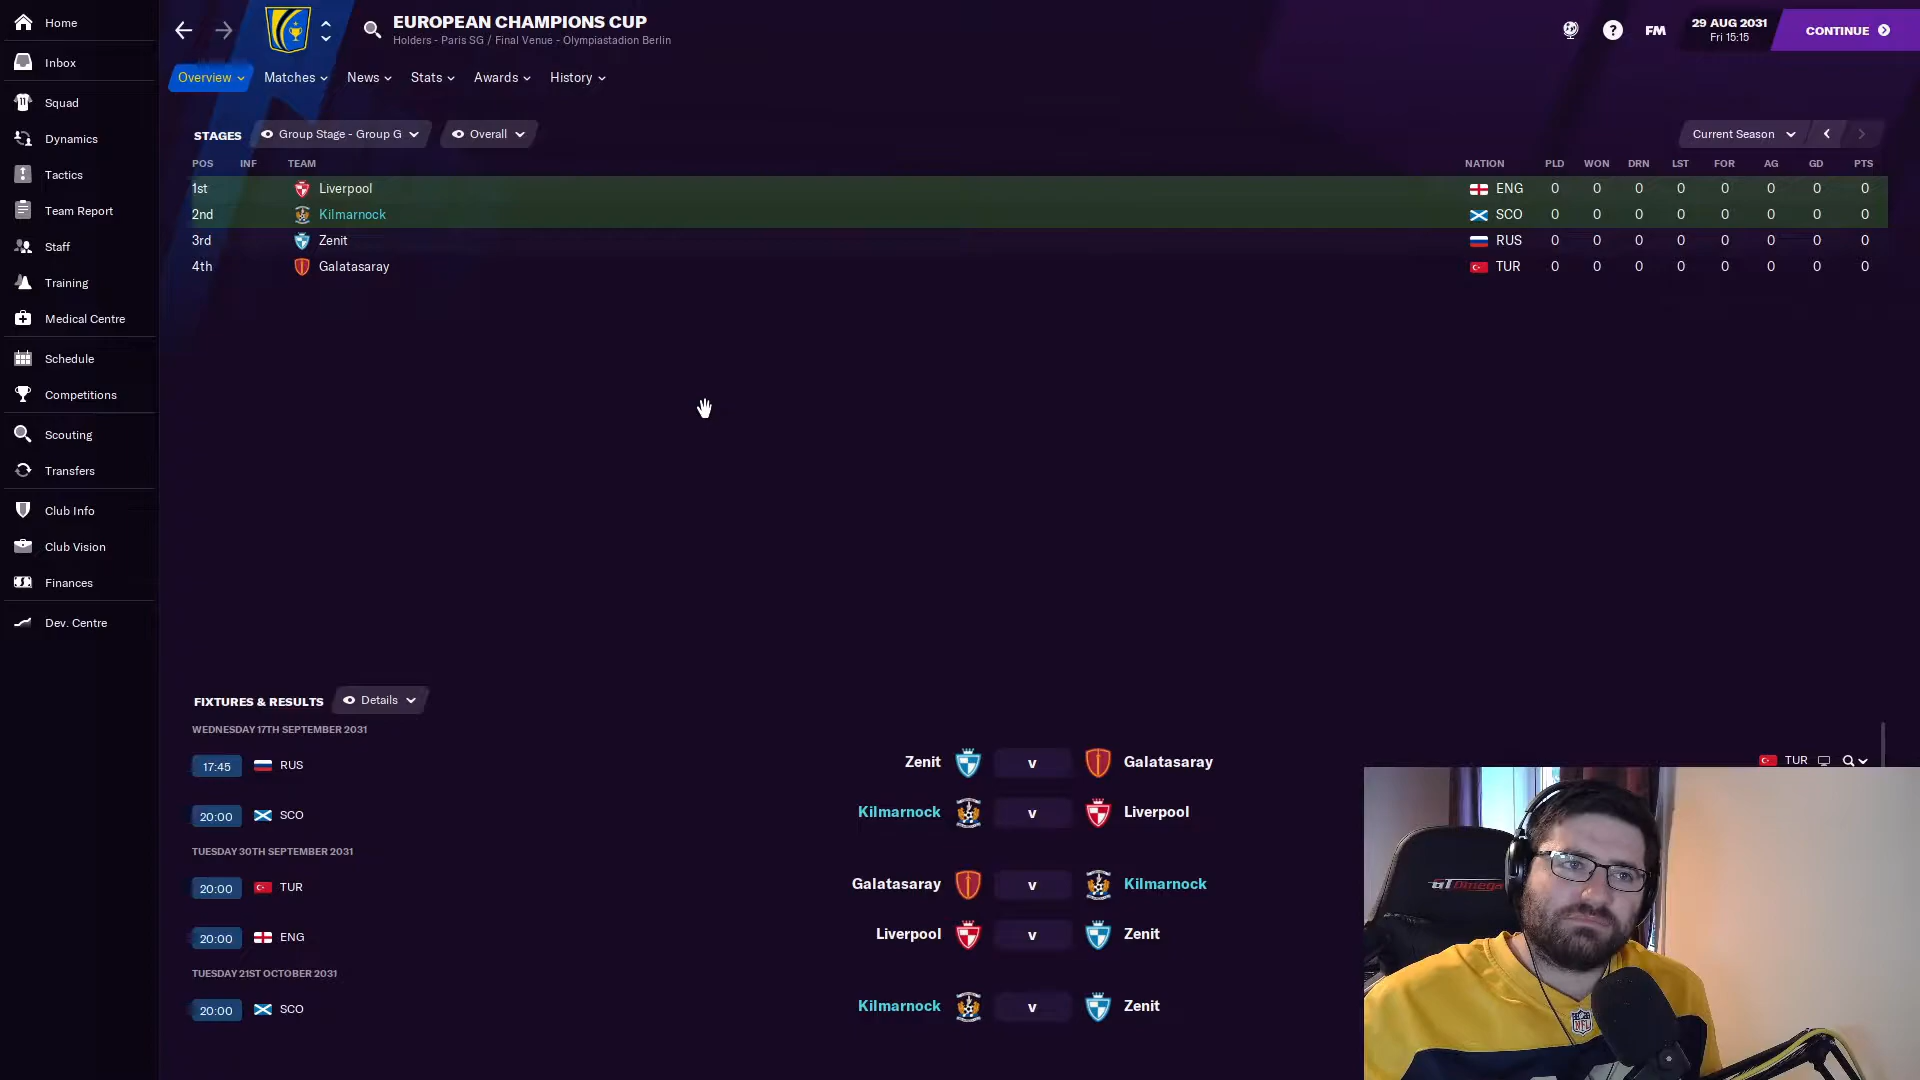 Home
Inbox
Squad
Dynamics
Tactics
Team Report
Staff
Training
Medical Centre
Schedule
Competitions
Scouting
Transfers
Club Info
Club Vision
Finances
Dev. Centre
EUROPEAN CHAMPIONS CUP
Holders - Paris SG / Final Venue - Olympiastadion Berlin
FM
29 AUG 2031
Fri 15:15
CONTINUE
Overview Matches News Stats Awards History
STAGES Group Stage - Group G Overall Current Season
POS INF TEAM NATION PLD WON DRN LST FOR AG GD PTS
1st Liverpool ENG 0 0 0 0 0 0 0 0
2nd Kilmarnock SCO 0 0 0 0 0 0 0 0
3rd Zenit RUS 0 0 0 0 0 0 0 0
4th Galatasaray TUR 0 0 0 0 0 0 0 0
FIXTURES & RESULTS Details
WEDNESDAY 17TH SEPTEMBER 2031
17:45 RUS Zenit v Galatasaray TUR
20:00 SCO Kilmarnock v Liverpool
TUESDAY 30TH SEPTEMBER 2031
20:00 TUR Galatasaray v Kilmarnock
20:00 ENG Liverpool v Zenit
TUESDAY 21ST OCTOBER 2031
20:00 SCO Kilmarnock v Zenit
GT Omega
NFL